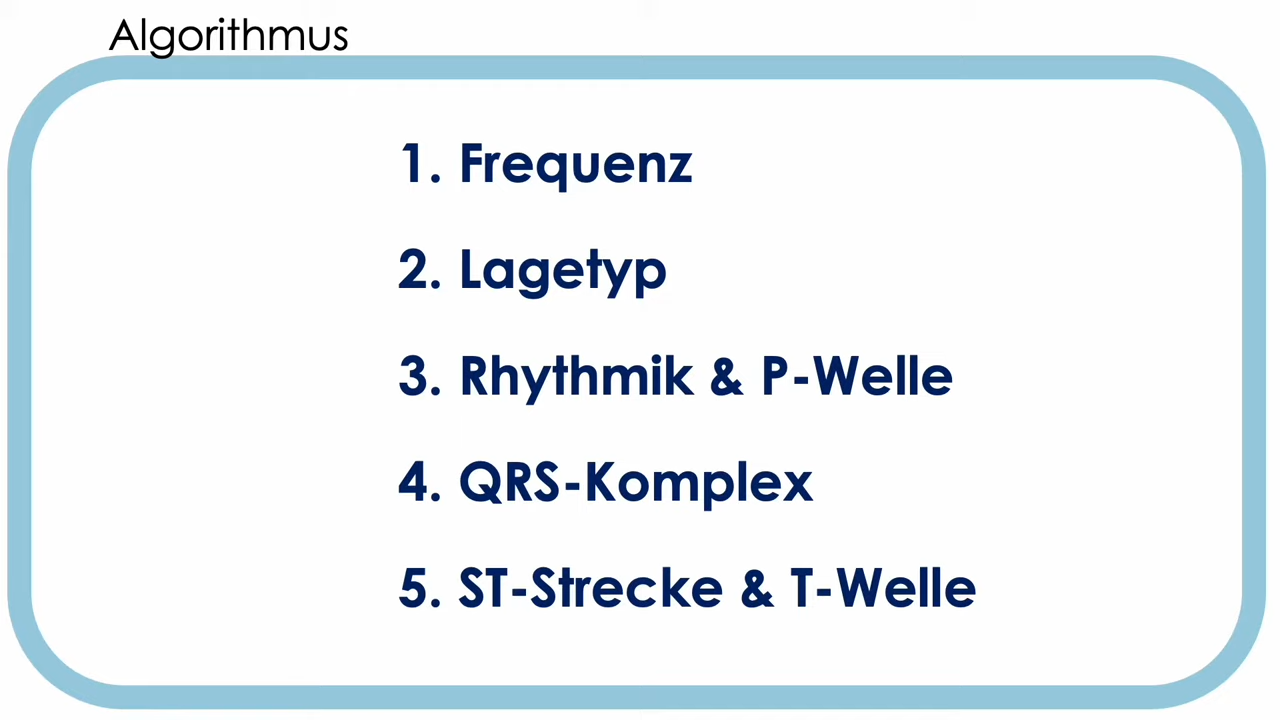 Algorithmus
1. Frequenz
2. Lagetyp
3. Rhythmik & P-Welle
4. QRS-Komplex
5. ST-Strecke & T-Welle